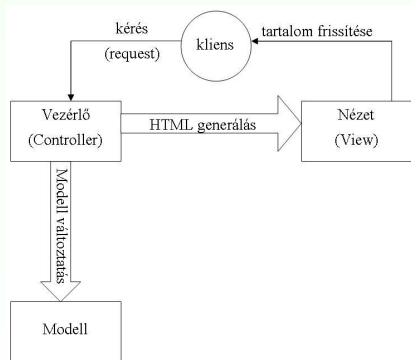 kérés
(request)
kliens
tartalom frissítése
Vezérlő
(Controller)
HTML generálás
Nézet
(View)
Modell változtatás
Modell